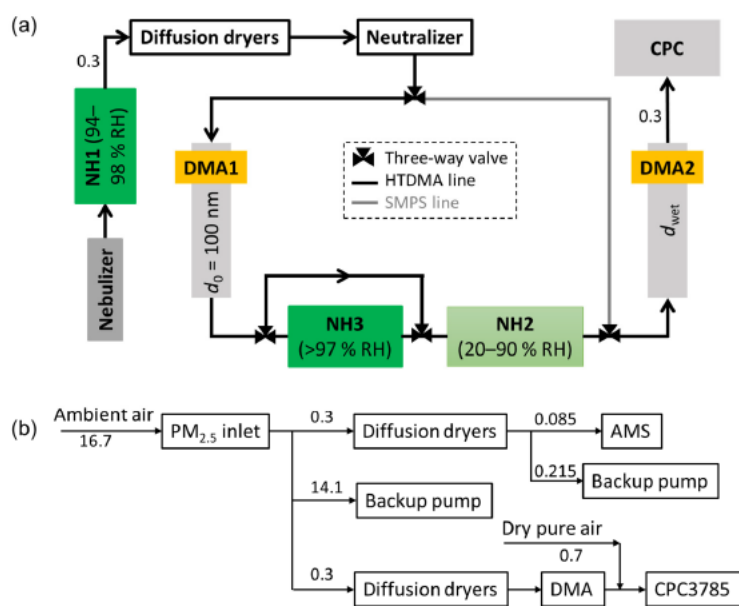 (a)
Diffusion dryers
Neutralizer
CPC
0.3
0.3
NH1 (94–
98 % RH)
DMA1
Three-way valve
HTDMA line
SMPS line
DMA2
d₀ = 100 nm
d_wet
Nebulizer
NH3
(>97 % RH)
NH2
(20–90 % RH)
(b)
Ambient air
16.7
PM₂.₅ inlet
0.3
Diffusion dryers
0.085
AMS
0.215
Backup pump
14.1
Backup pump
Dry pure air
0.7
0.3
Diffusion dryers
DMA
CPC3785